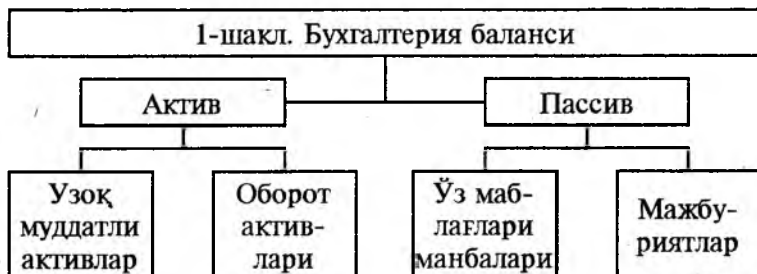 1-шакл. Бухгалтерия баланси
Актив
Пассив
Узоқ
муддатли
активлар
Оборот
актив-
лари
Ўз маб-
лағлари
манбалари
Мажбу-
риятлар